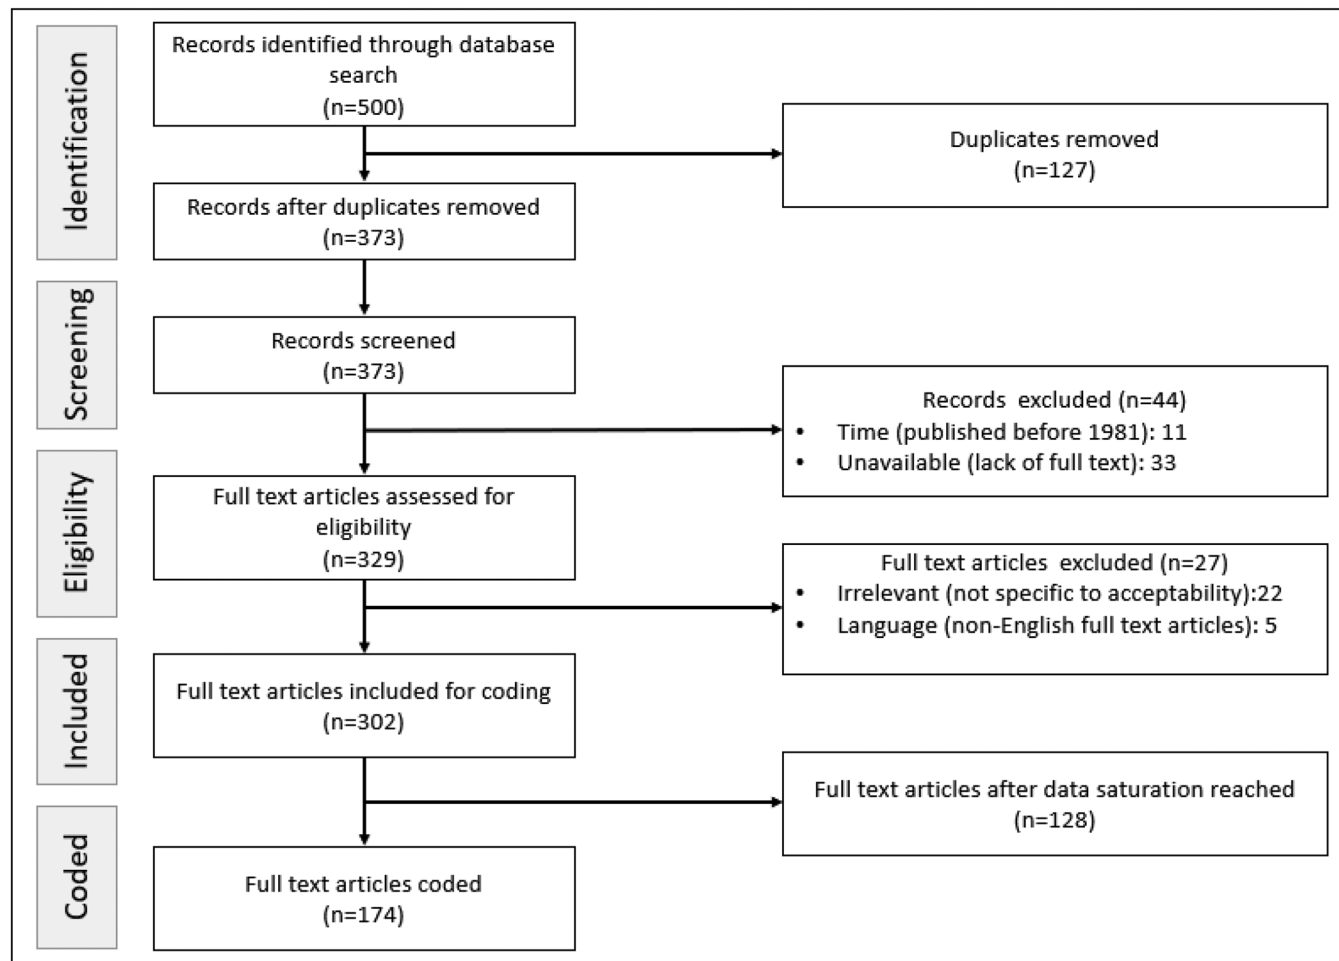 Identification
Records identified through database
search
(n=500)
Duplicates removed
(n=127)
Records after duplicates removed
(n=373)
Screening
Records screened
(n=373)
Records  excluded (n=44)
• Time (published before 1981): 11
• Unavailable (lack of full text): 33
Eligibility
Full text articles assessed for
eligibility
(n=329)
Full text articles  excluded (n=27)
• Irrelevant (not specific to acceptability):22
• Language (non-English full text articles): 5
Included
Full text articles included for coding
(n=302)
Full text articles after data saturation reached
(n=128)
Coded
Full text articles coded
(n=174)